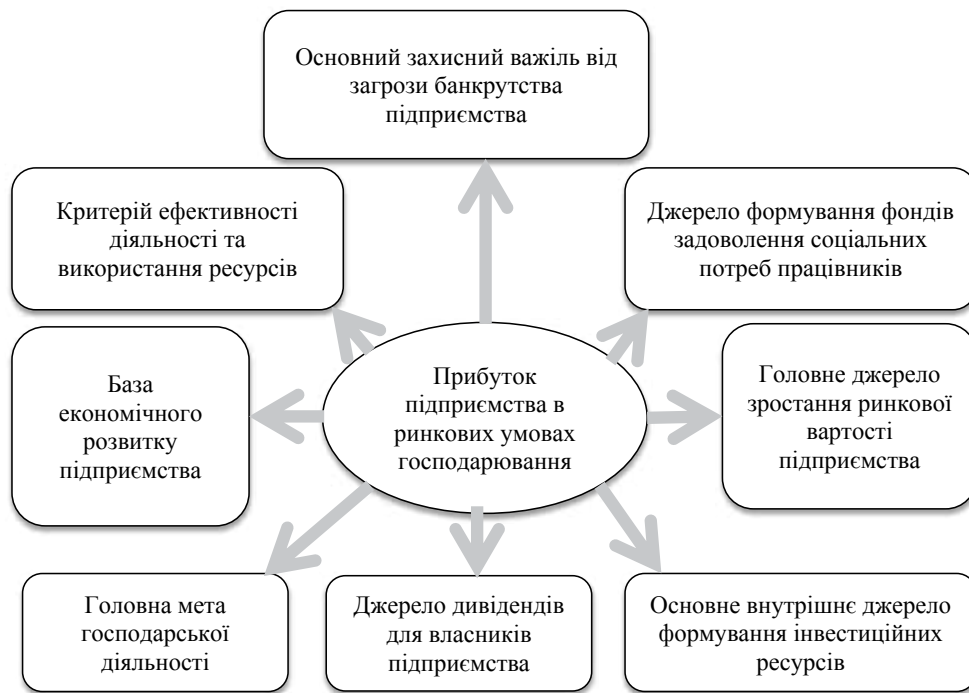 Основний захисний важіль від
загрози банкрутства
підприємства
Критерій ефективності
діяльності та
використання ресурсів
Джерело формування фондів
задоволення соціальних
потреб працівників
База
економічного
розвитку
підприємства
Прибуток
підприємства в
ринкових умовах
господарювання
Головне джерело
зростання ринкової
вартості
підприємства
Головна мета
господарської
діяльності
Джерело дивідендів
для власників
підприємства
Основне внутрішнє джерело
формування інвестиційних
ресурсів